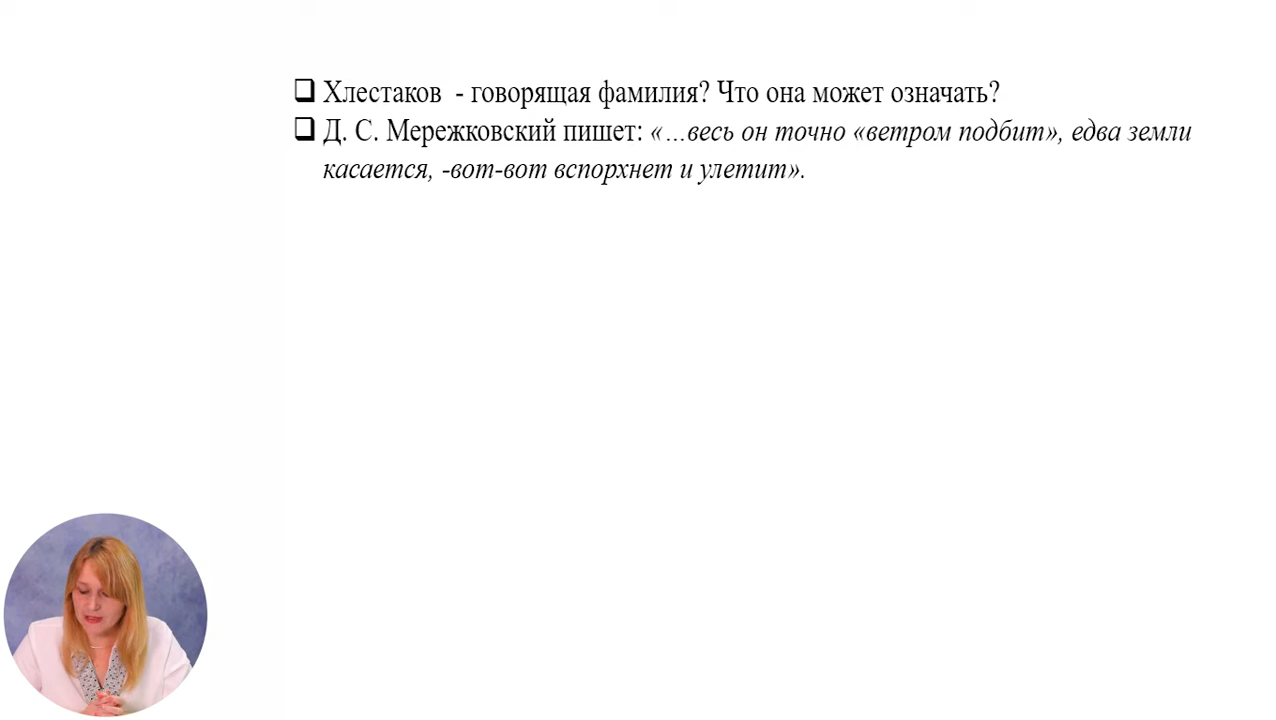 ❑ Хлестаков - говорящая фамилия? Что она может означать?
❑ Д. С. Мережковский пишет: «…весь он точно «ветром подбит», едва земли
касается, -вот-вот вспорхнет и улетит».